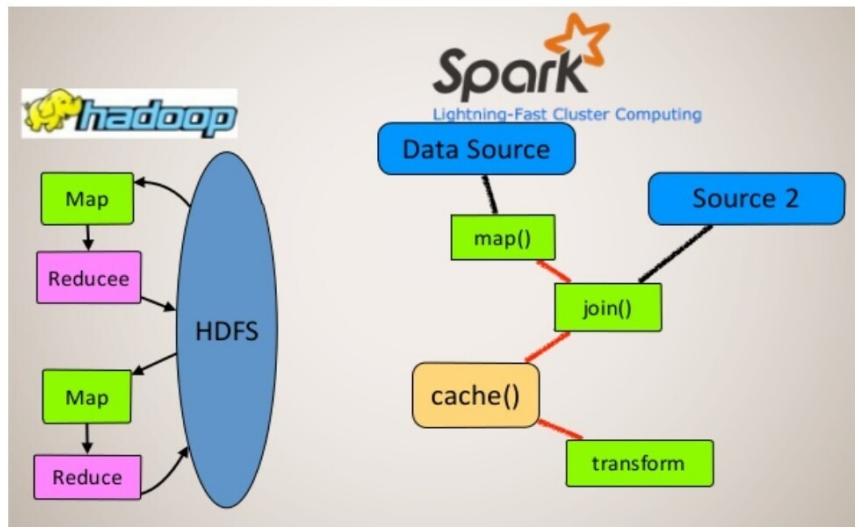 hadoop
Map
Reducee
HDFS
Map
Reduce
Spark
Lightning-Fast Cluster Computing
Data Source
Source 2
map()
join()
cache()
transform